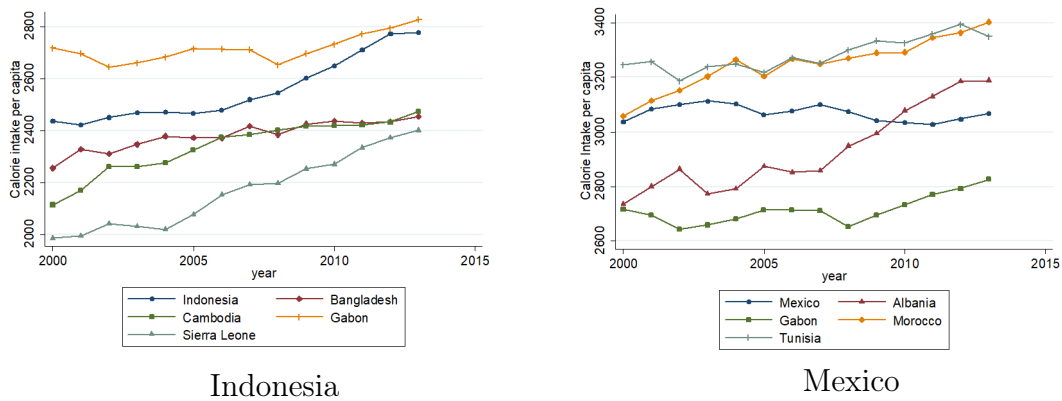 Calorie intake per capita
2800
2600
2400
2200
2000
2000 2005 2010 2015
year
Indonesia Bangladesh
Cambodia Gabon
Sierra Leone
Indonesia
Calorie Intake per capita
3400
3200
3000
2800
2600
2000 2005 2010 2015
year
Mexico Albania
Gabon Morocco
Tunisia
Mexico